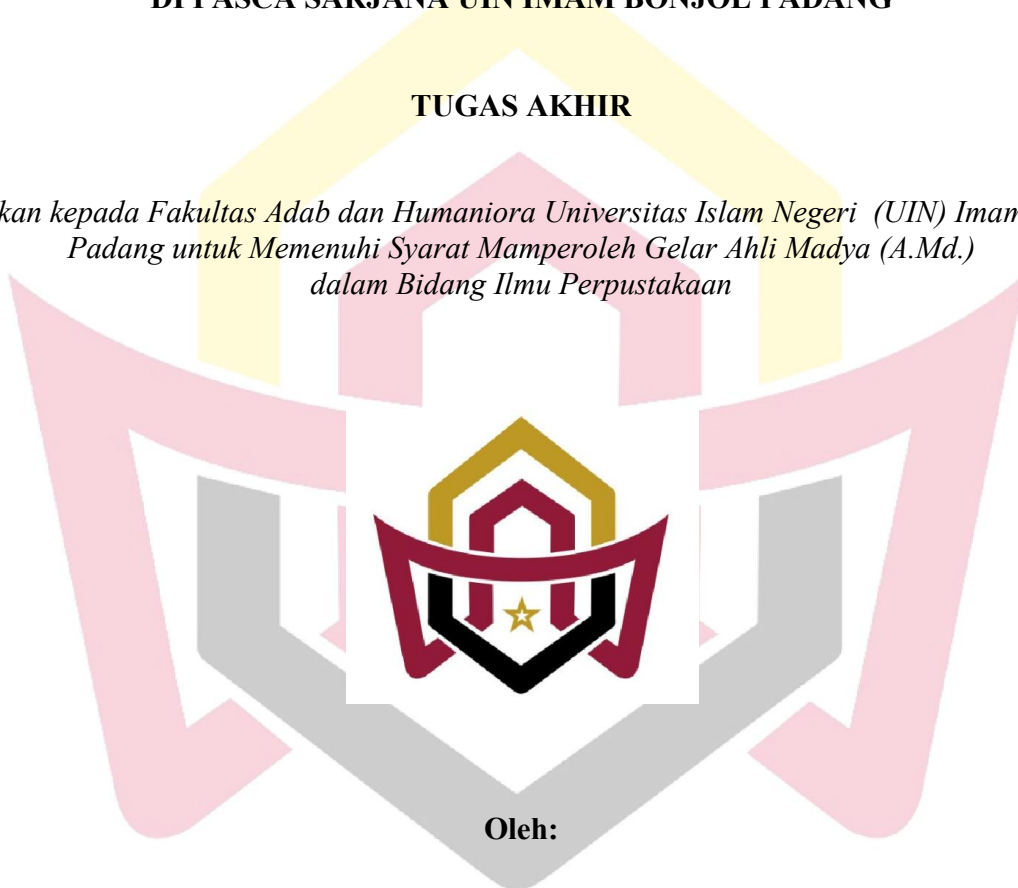 DI PASCA SARJANA UIN IMAM BONJOL PADANG
TUGAS AKHIR
kan kepada Fakultas Adab dan Humaniora Universitas Islam Negeri (UIN) Imam
Padang untuk Memenuhi Syarat Mamperoleh Gelar Ahli Madya (A.Md.)
dalam Bidang Ilmu Perpustakaan
Oleh: